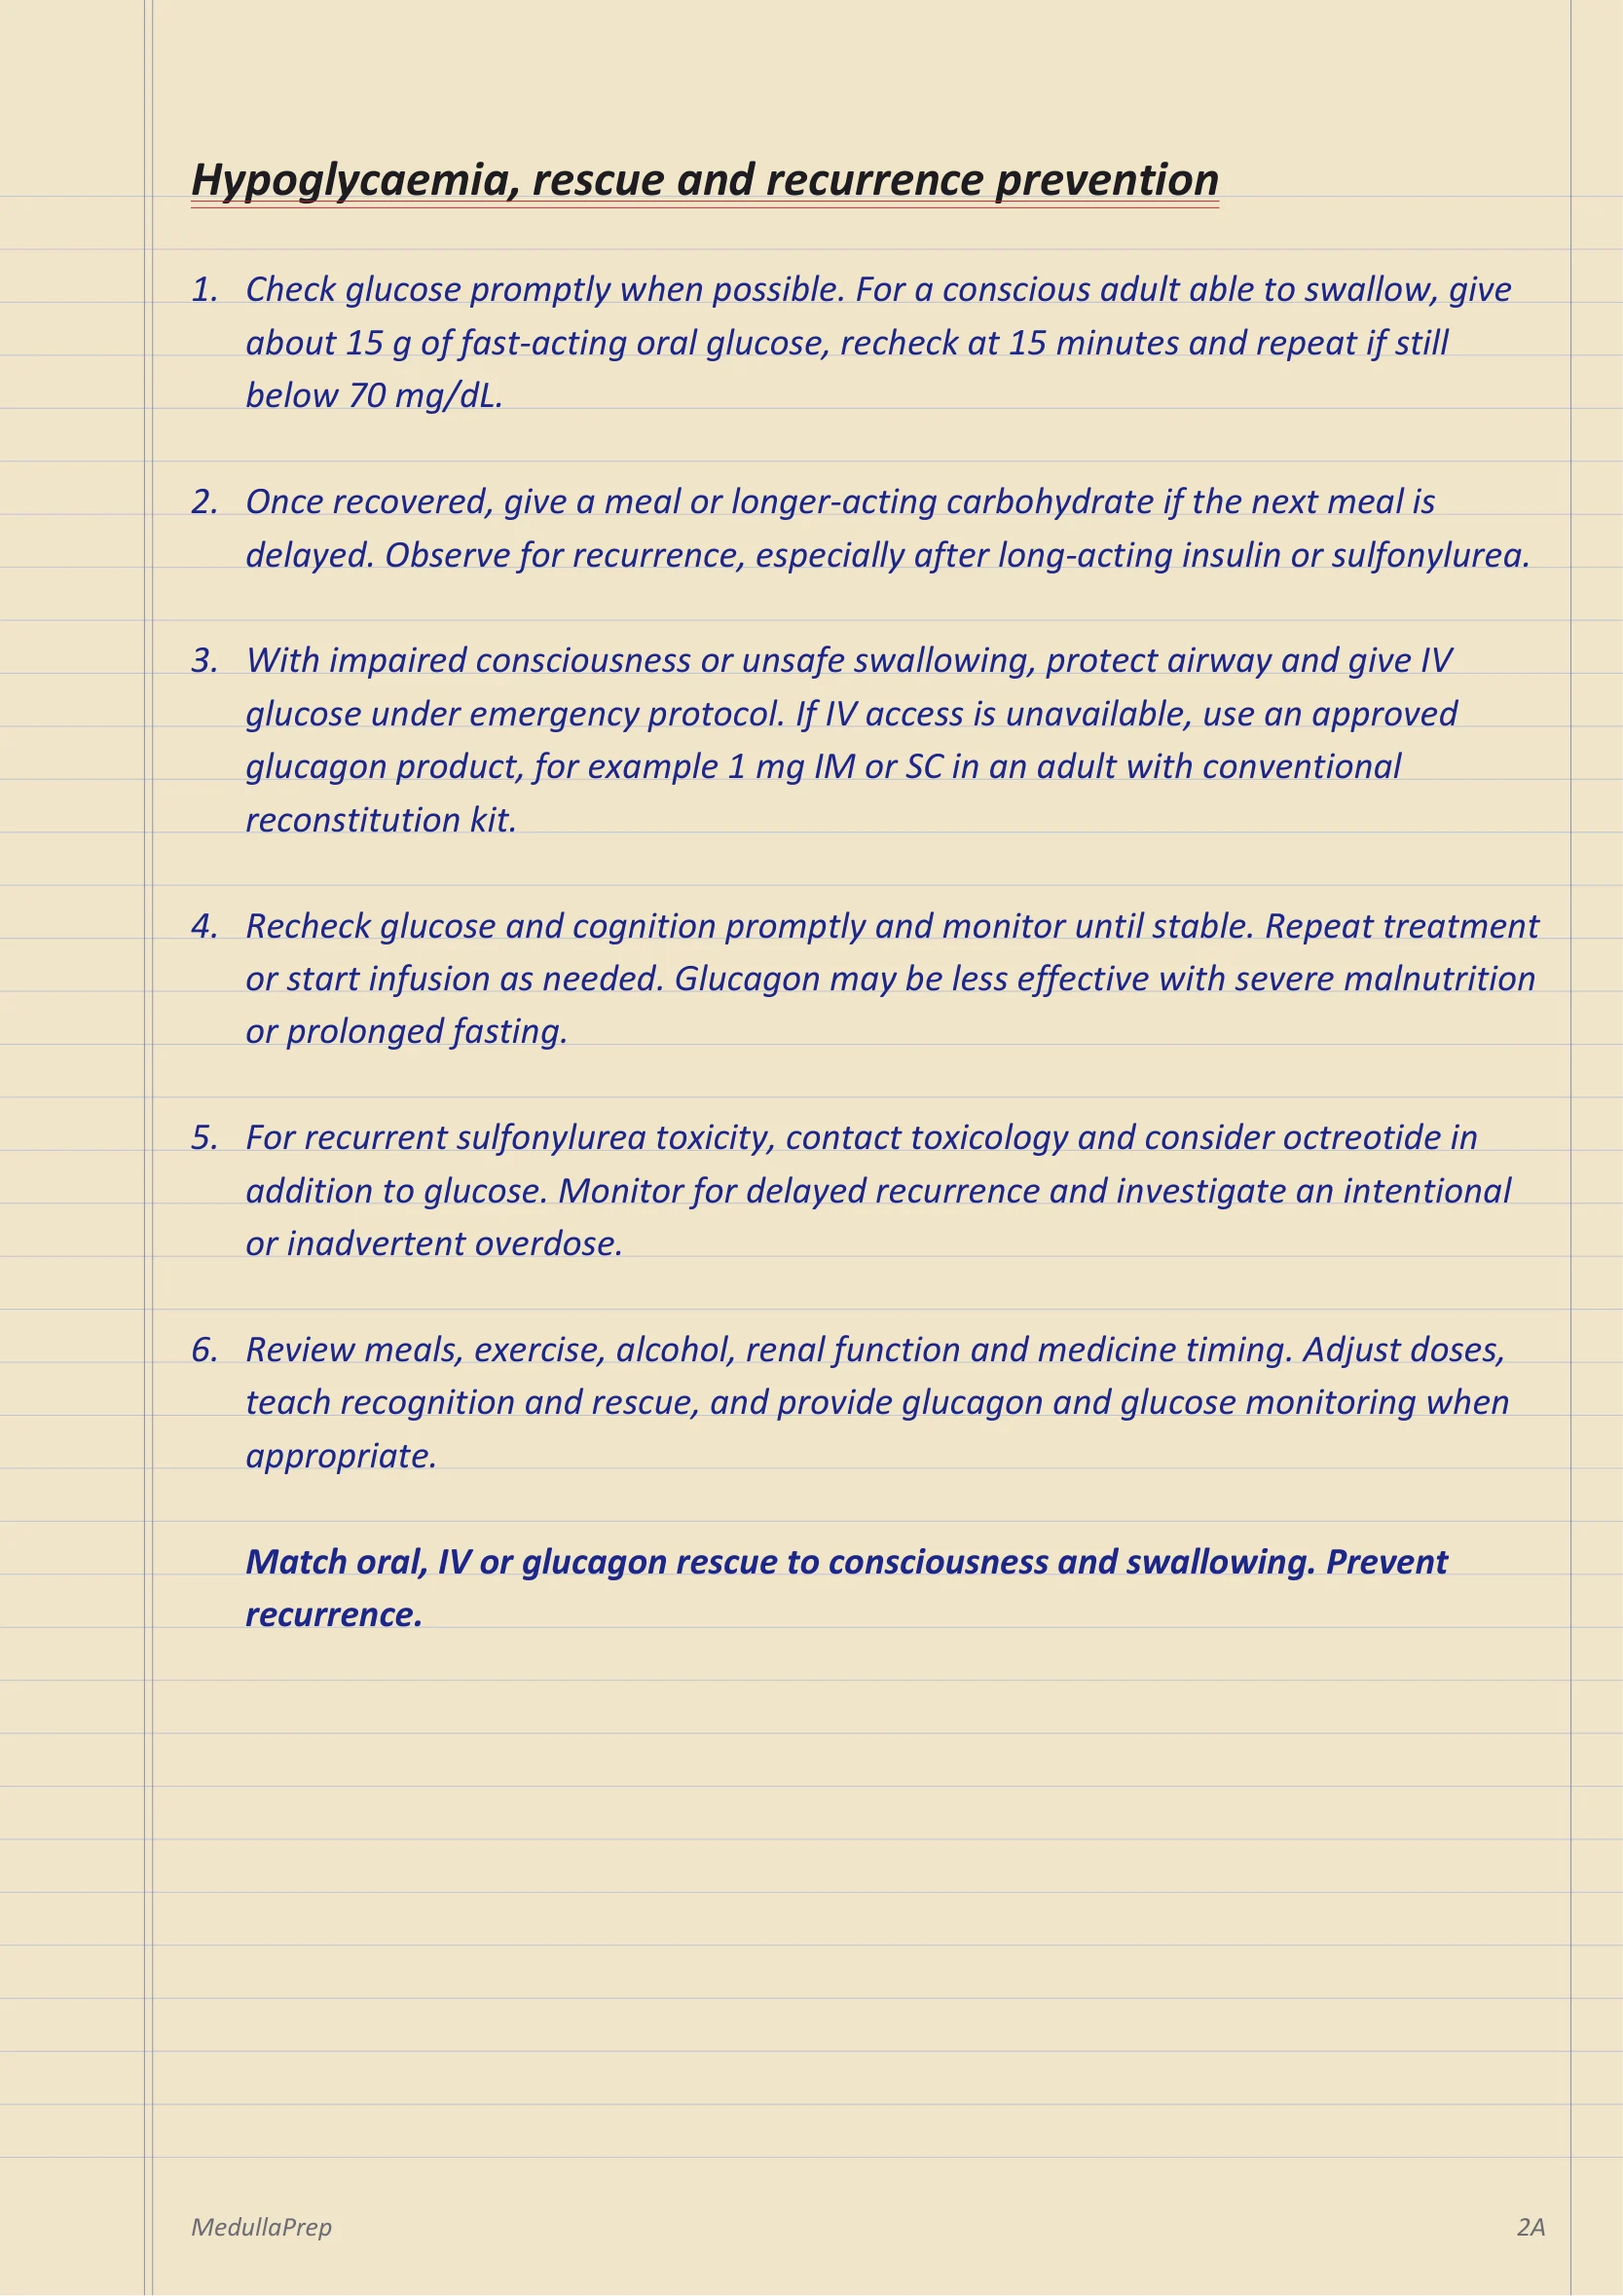 Hypoglycaemia, rescue and recurrence prevention
1. Check glucose promptly when possible. For a conscious adult able to swallow, give
about 15 g of fast-acting oral glucose, recheck at 15 minutes and repeat if still
below 70 mg/dL.
2. Once recovered, give a meal or longer-acting carbohydrate if the next meal is
delayed. Observe for recurrence, especially after long-acting insulin or sulfonylurea.
3. With impaired consciousness or unsafe swallowing, protect airway and give IV
glucose under emergency protocol. If IV access is unavailable, use an approved
glucagon product, for example 1 mg IM or SC in an adult with conventional
reconstitution kit.
4. Recheck glucose and cognition promptly and monitor until stable. Repeat treatment
or start infusion as needed. Glucagon may be less effective with severe malnutrition
or prolonged fasting.
5. For recurrent sulfonylurea toxicity, contact toxicology and consider octreotide in
addition to glucose. Monitor for delayed recurrence and investigate an intentional
or inadvertent overdose.
6. Review meals, exercise, alcohol, renal function and medicine timing. Adjust doses,
teach recognition and rescue, and provide glucagon and glucose monitoring when
appropriate.
Match oral, IV or glucagon rescue to consciousness and swallowing. Prevent
recurrence.
MedullaPrep
2A